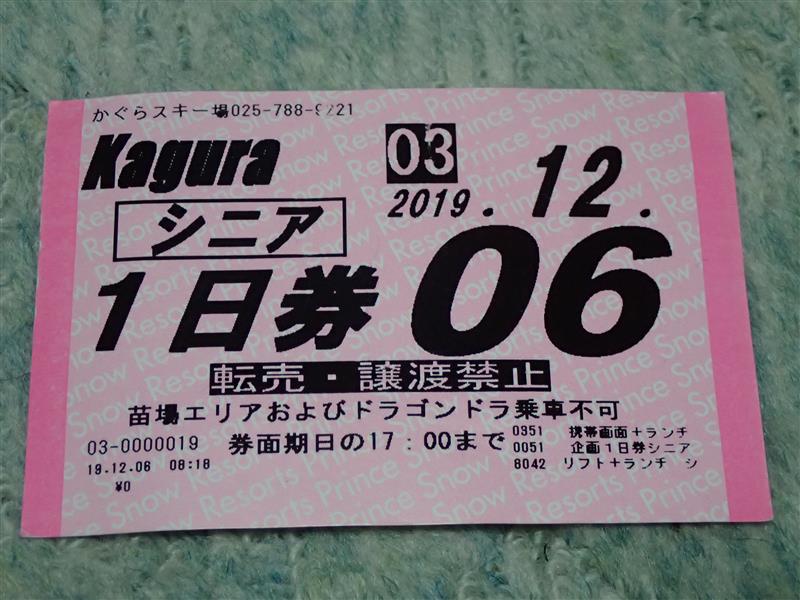 かぐらスキー場025-788-9221
Kagura
03
シニア
2019.12.06
1日券
転売・譲渡禁止
苗場エリアおよびドラゴンドラ乗車不可
03-0000019 券面期日の17:00まで
0351 携帯画面+ランチ
0051 企画1日券シニア
8042 リフト+ランチ シ
19.12.06 08:18
¥0
Prince Snow Resorts